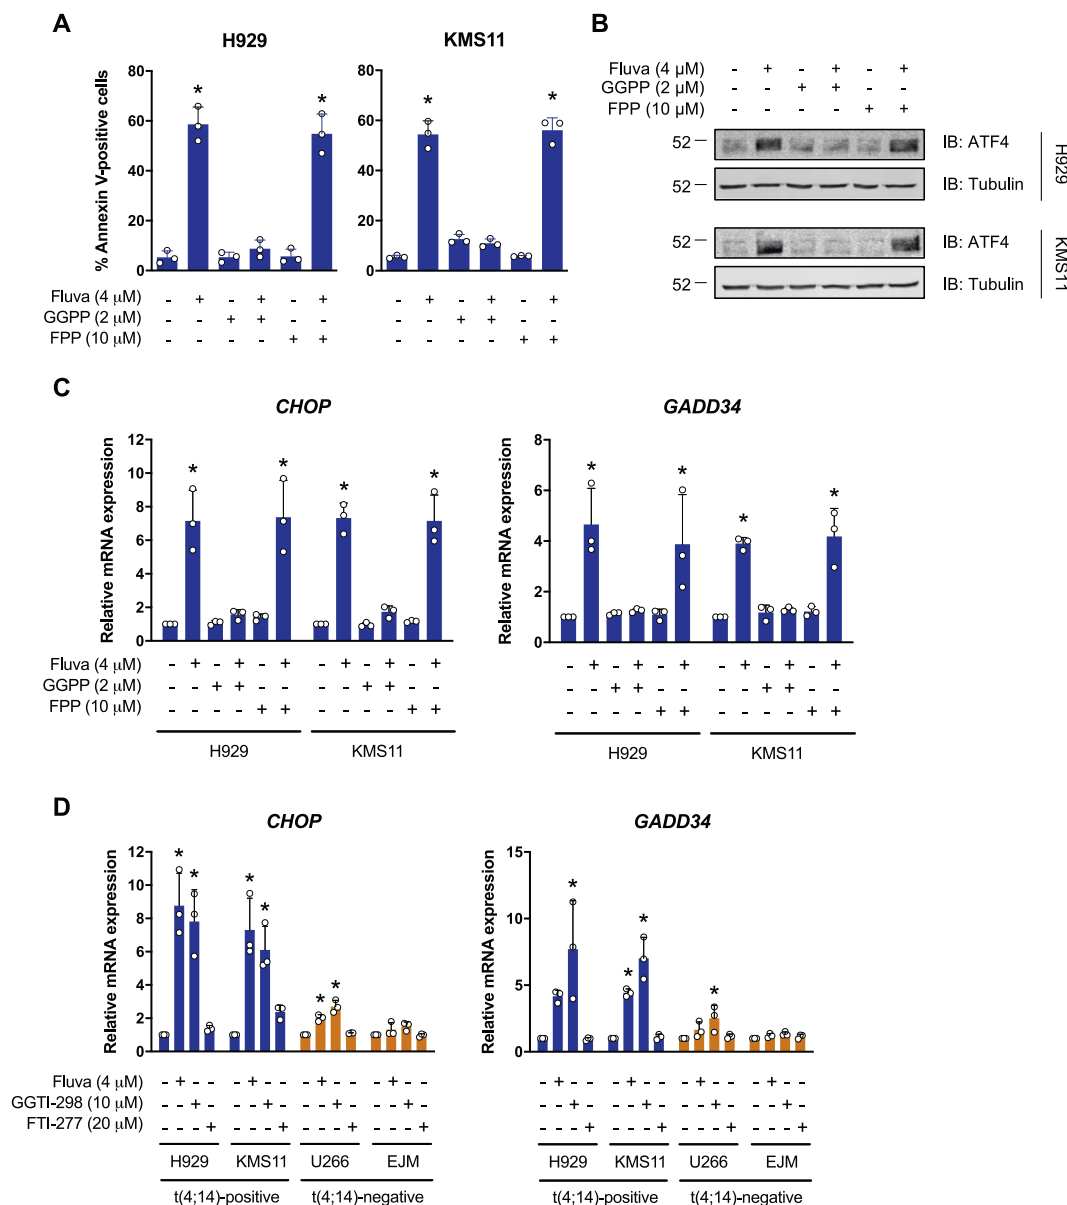 A
H929
KMS11
% Annexin V-positive cells
80
60
40
20
0
* *
80
60
40
20
0
* *
Fluva (4 μM) - + - + - + - + - + - +
GGPP (2 μM) - - + + - - - - + + - -
FPP (10 μM) - - - - + + - - - - + +
B
Fluva (4 μM) - + - + - +
GGPP (2 μM) - - + + - -
FPP (10 μM) - - - - + +
52 IB: ATF4
52 IB: Tubulin
H929
52 IB: ATF4
52 IB: Tubulin
KMS11
C
CHOP
Relative mRNA expression
12
10
8
6
4
2
0
* * * *
Fluva (4 μM) - + - + - + - + - + - +
GGPP (2 μM) - - + + - - - - + + - -
FPP (10 μM) - - - - + + - - - - + +
H929 KMS11
GADD34
Relative mRNA expression
8
6
4
2
0
* * * *
- + - + - + - + - + - +
- - + + - - - - + + - -
- - - - + + - - - - + +
H929 KMS11
D
CHOP
Relative mRNA expression
12
10
8
6
4
2
0
* * * * * *
Fluva (4 μM) - + - - - + - - - + - - - + - -
GGTI-298 (10 μM) - - + - - - + - - - + - - - + -
FTI-277 (20 μM) - - - + - - - + - - - + - - - +
H929 KMS11 U266 EJM
t(4;14)-positive t(4;14)-negative
GADD34
Relative mRNA expression
15
10
5
0
* * * *
- + - - - + - - - + - - - + - -
- - + - - - + - - - + - - - + -
- - - + - - - + - - - + - - - +
H929 KMS11 U266 EJM
t(4;14)-positive t(4;14)-negative